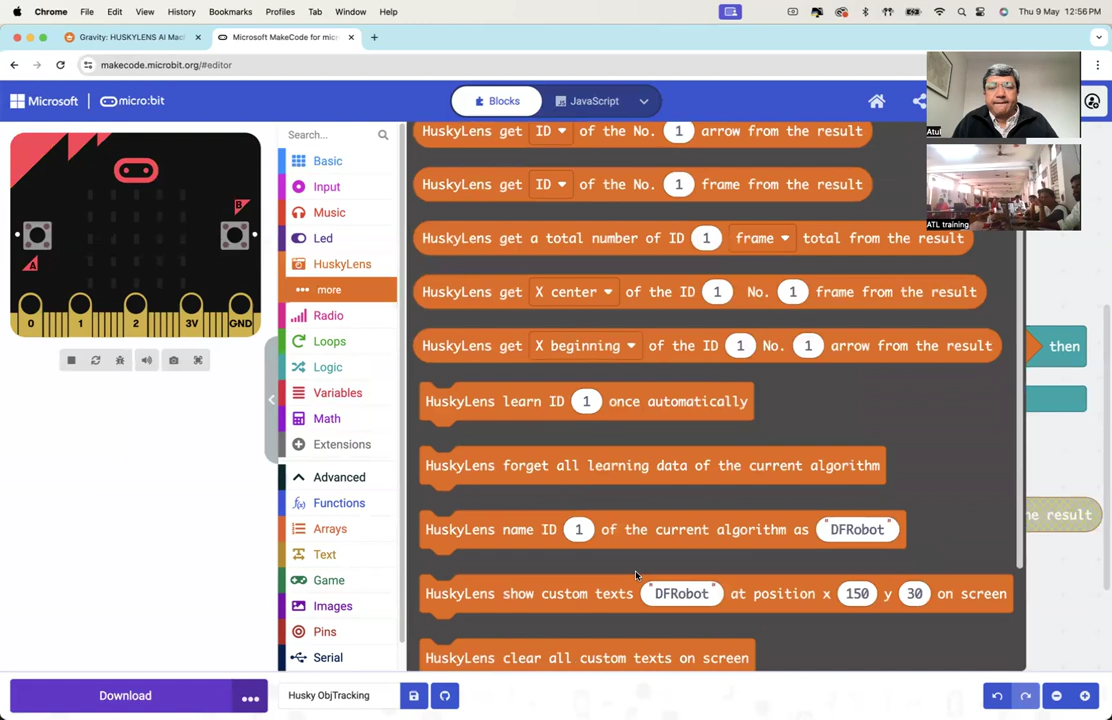 Chrome File Edit View History Bookmarks Profiles Tab Window Help Thu 9 May 12:56 PM
Gravity: HUSKYLENS AI Mac
Microsoft MakeCode for micro
makecode.microbit.org/#editor
Microsoft micro:bit Blocks JavaScript
Search...
Basic
Input
Music
Led
HuskyLens
more
Radio
Loops
Logic
Variables
Math
Extensions
Advanced
Functions
Arrays
Text
Game
Images
Pins
Serial
B
A
0 1 2 3V GND
HuskyLens get ID of the No. 1 arrow from the result
HuskyLens get ID of the No. 1 frame from the result
HuskyLens get a total number of ID 1 frame total from the result
HuskyLens get X center of the ID 1 No. 1 frame from the result
HuskyLens get X beginning of the ID 1 No. 1 arrow from the result
HuskyLens learn ID 1 once automatically
HuskyLens forget all learning data of the current algorithm
HuskyLens name ID 1 of the current algorithm as "DFRobot"
HuskyLens show custom texts "DFRobot" at position x 150 y 30 on screen
HuskyLens clear all custom texts on screen
then
he result
Atul
ATL training
Download Husky ObjTracking